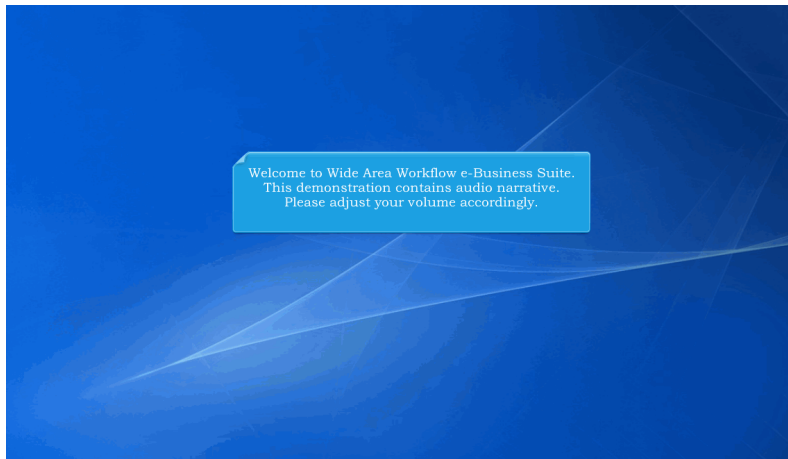 Welcome to Wide Area Workflow e-Business Suite.
This demonstration contains audio narrative.
Please adjust your volume accordingly.